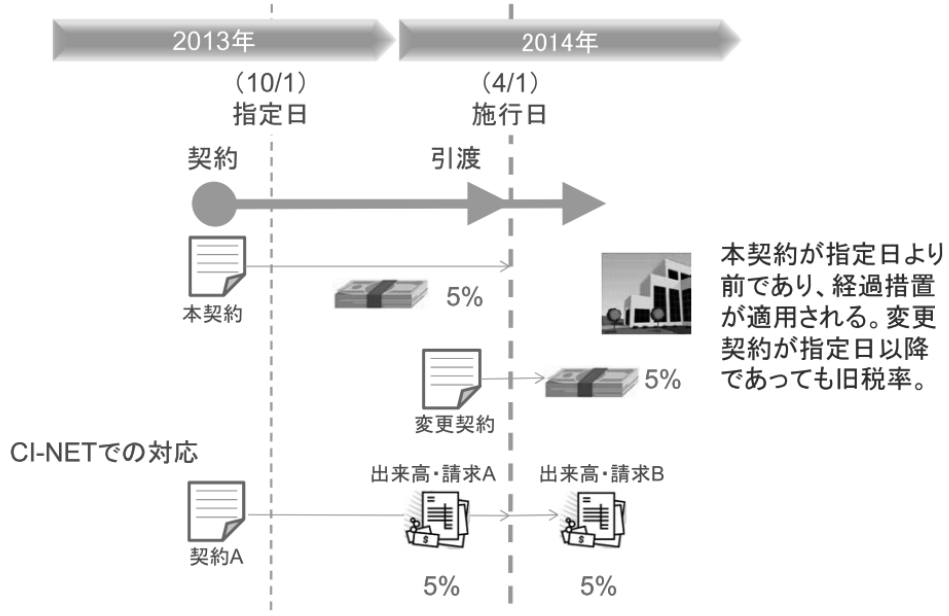 2013年
2014年
（10/1）
指定日
（4/1）
施行日
契約
引渡
本契約
5%
本契約が指定日より
前であり、経過措置
が適用される。変更
契約が指定日以降
であっても旧税率。
変更契約
5%
CI-NETでの対応
契約A
出来高・請求A
出来高・請求B
$
$
5%
5%